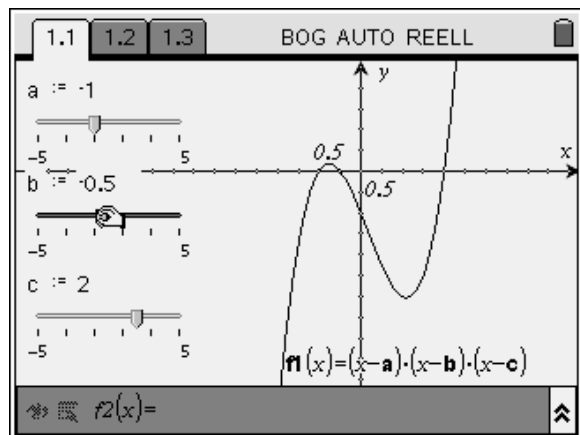 1.1 1.2 1.3 BOG AUTO REELL
y
a := -1
-5 5
0.5
x
b := -0.5
0.5
-5 5
c := 2
-5 5
f1(x)=(x-a)·(x-b)·(x-c)
f2(x)=